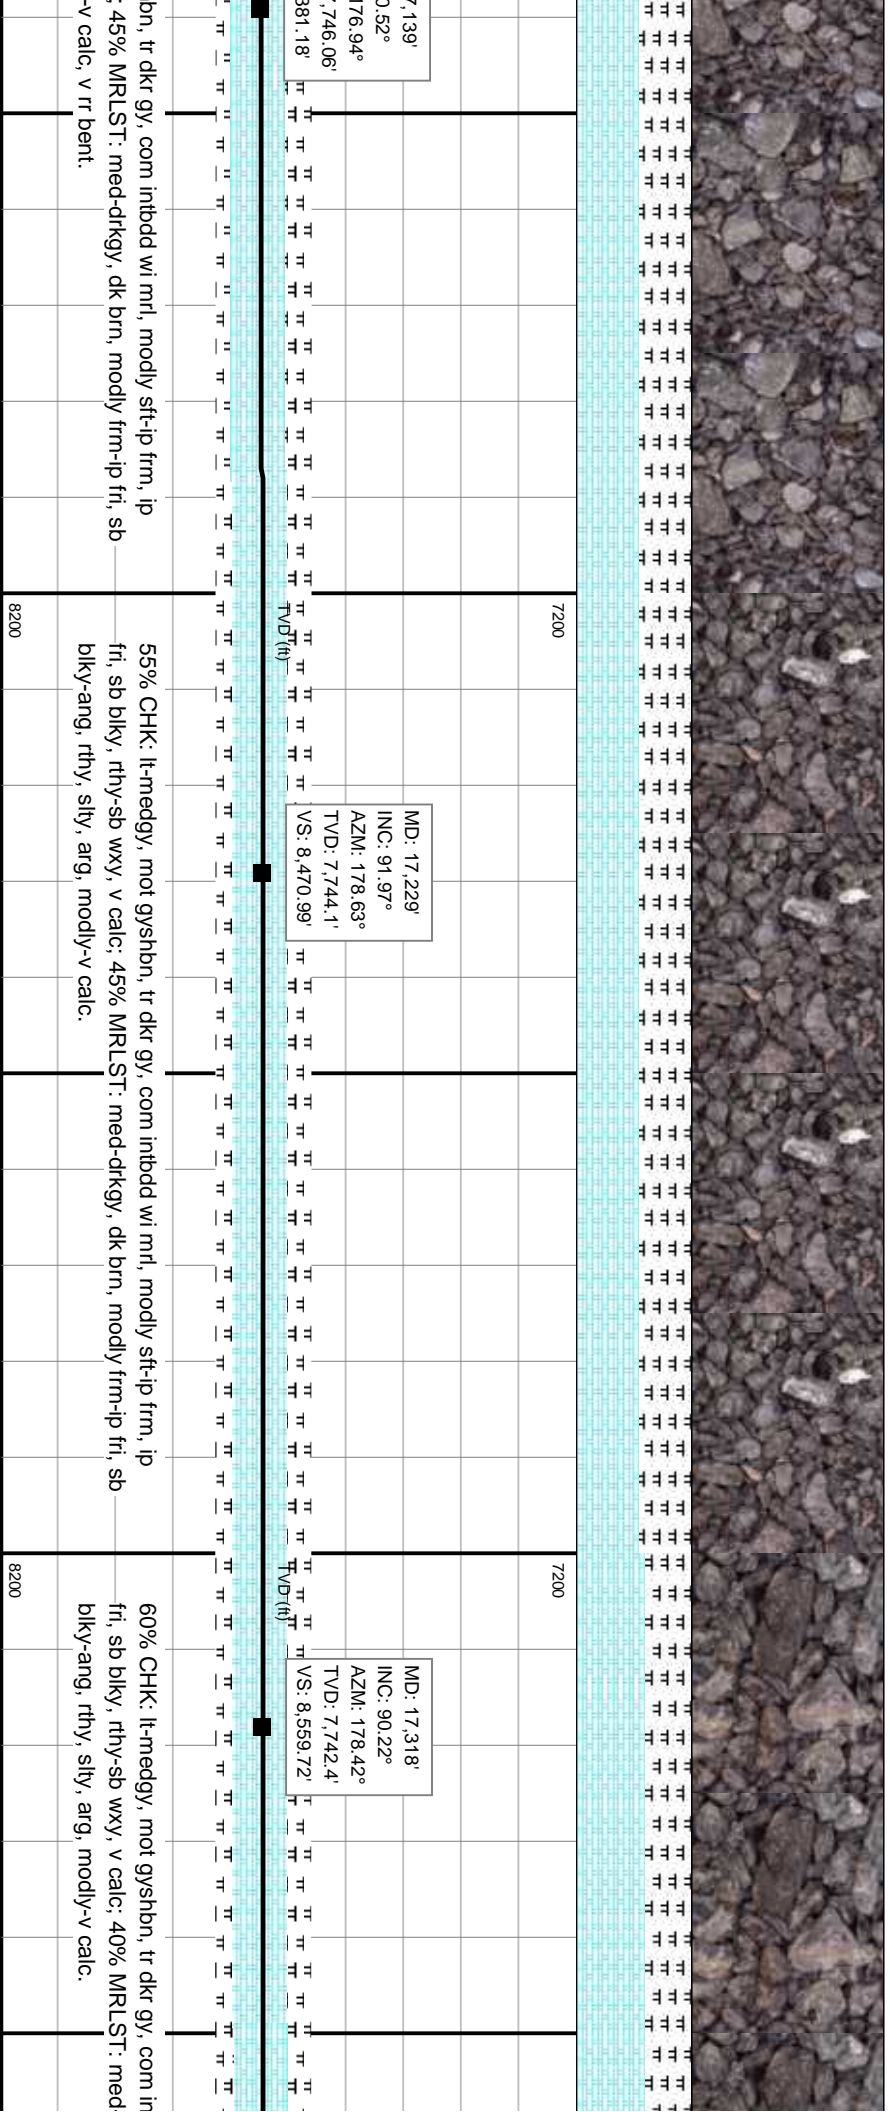 7,139'
0.52°
176.94°
7,746.06'
381.18'
bn, tr dkr gy, com intbdd wi mrl, modly sft-ip frm, ip
; 45% MRLST: med-drkgy, dk brn, modly frm-ip fri, sb
-v calc, v rr bent.
7200
TVD (ft)
8200
MD: 17,229'
INC: 91.97°
AZM: 178.63°
TVD: 7,744.1'
VS: 8,470.99'
55% CHK: lt-medgy, mot gyshbn, tr dkr gy, com intbdd wi mrl, modly sft-ip frm, ip
fri, sb blky, rthy-sb wxy, v calc; 45% MRLST: med-drkgy, dk brn, modly frm-ip fri, sb
blky-ang, rthy, slty, arg, modly-v calc.
7200
TVD (ft)
8200
MD: 17,318'
INC: 90.22°
AZM: 178.42°
TVD: 7,742.4'
VS: 8,559.72'
60% CHK: lt-medgy, mot gyshbn, tr dkr gy, com in
fri, sb blky, rthy-sb wxy, v calc; 40% MRLST: med-
blky-ang, rthy, slty, arg, modly-v calc.